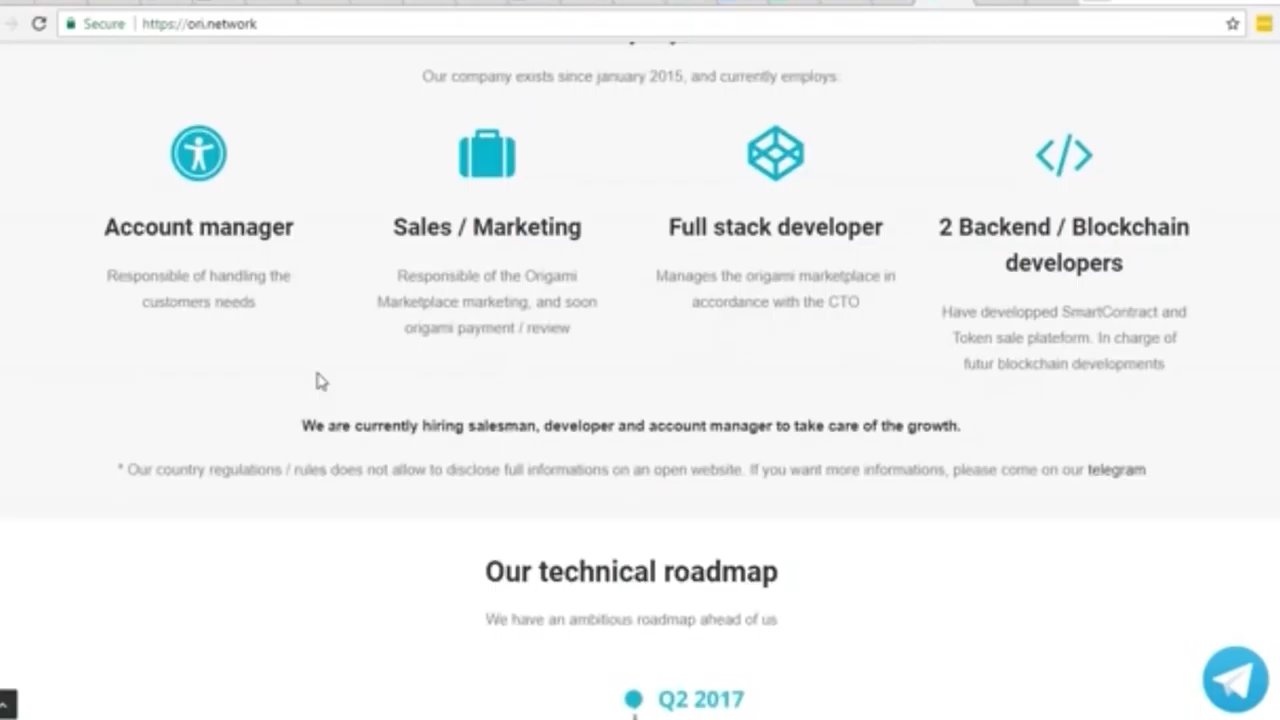 Secure
https://ori.network
Our company exists since january 2015, and currently employs:
Account manager
Responsible of handling the
customers needs
Sales / Marketing
Responsible of the Origami
Marketplace marketing, and soon
origami payment / review
Full stack developer
Manages the origami marketplace in
accordance with the CTO
2 Backend / Blockchain
developers
Have developped SmartContract and
Token sale plateform. In charge of
futur blockchain developments
We are currently hiring salesman, developer and account manager to take care of the growth.
* Our country regulations / rules does not allow to disclose full informations on an open website. If you want more informations, please come on our telegram
Our technical roadmap
We have an ambitious roadmap ahead of us
Q2 2017